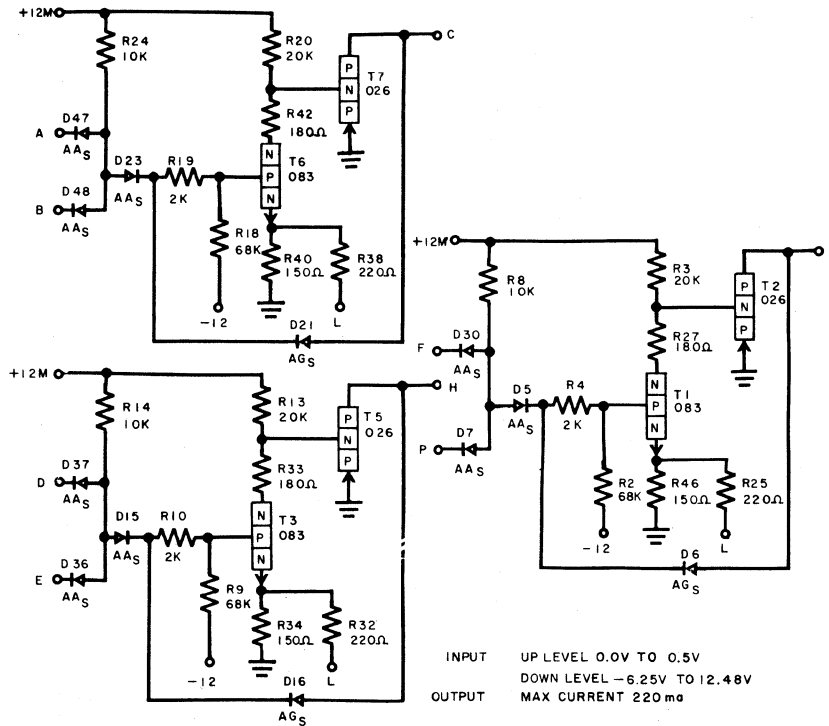 +12M
R24
10K
R20
20K
C
P
N
P
T7
026
D47
A
AAS
R42
180Ω
D23
AAS
R19
2K
N
P
N
T6
083
D48
B
AAS
R18
68K
R40
150Ω
R38
220Ω
-12
L
D21
AGS
+12M
R8
10K
R3
20K
P
N
P
T2
026
D30
F
AAS
R27
180Ω
D5
AAS
R4
2K
N
P
N
T1
083
D7
P
AAS
R2
68K
R46
150Ω
R25
220Ω
-12
L
D6
AGS
+12M
R14
10K
R13
20K
H
P
N
P
T5
026
D37
D
AAS
R33
180Ω
D15
AAS
R10
2K
N
P
N
T3
083
D36
E
AAS
R9
68K
R34
150Ω
R32
220Ω
-12
L
D16
AGS
INPUT UP LEVEL 0.0V TO 0.5V
DOWN LEVEL -6.25V TO 12.48V
OUTPUT MAX CURRENT 220 ma